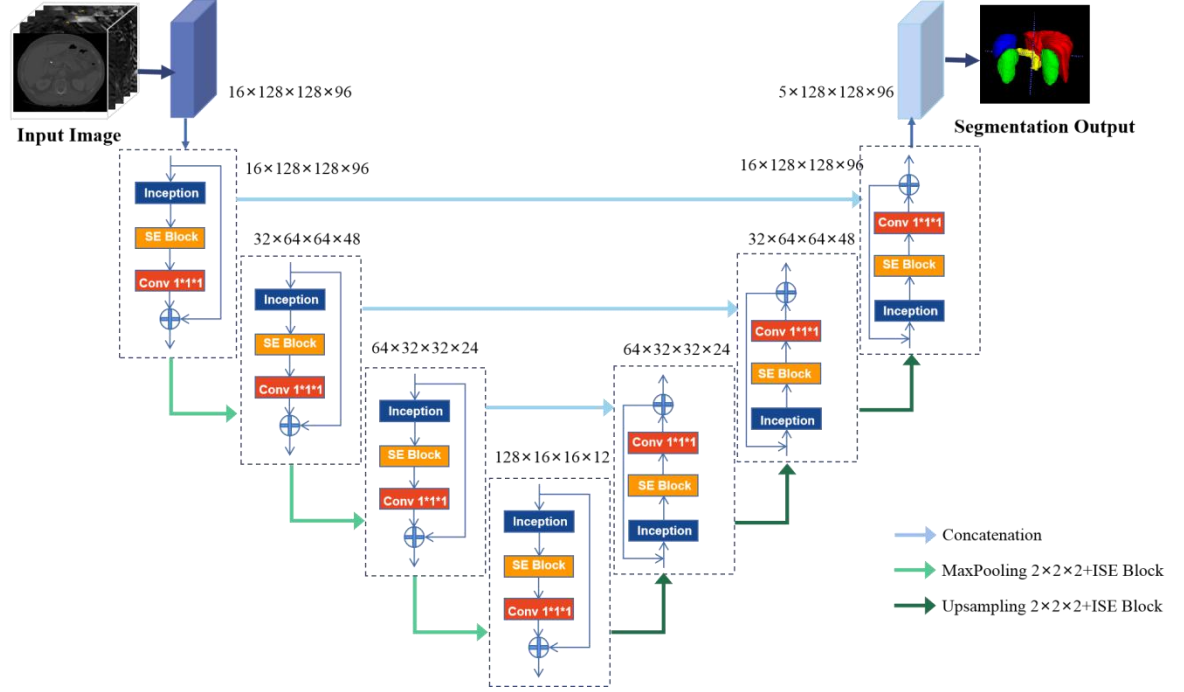 Input Image
16×128×128×96
5×128×128×96
Segmentation Output
16×128×128×96
Inception
SE Block
Conv 1*1*1
32×64×64×48
Inception
SE Block
Conv 1*1*1
64×32×32×24
Inception
SE Block
Conv 1*1*1
128×16×16×12
Inception
SE Block
Conv 1*1*1
64×32×32×24
Conv 1*1*1
SE Block
Inception
32×64×64×48
Conv 1*1*1
SE Block
Inception
16×128×128×96
Conv 1*1*1
SE Block
Inception
Concatenation
MaxPooling 2×2×2+ISE Block
Upsampling 2×2×2+ISE Block